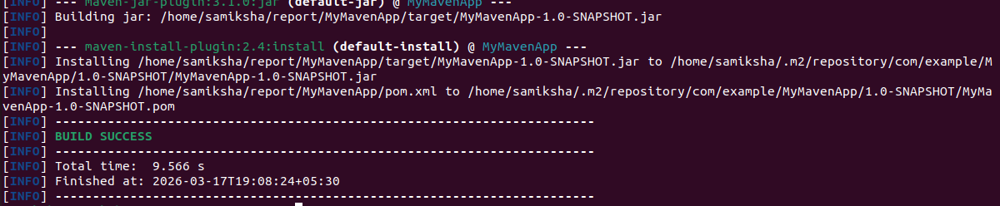 [INFO] --- maven-jar-plugin:3.1.0:jar (default-jar) @ MyMavenApp ---
[INFO] Building jar: /home/samiksha/report/MyMavenApp/target/MyMavenApp-1.0-SNAPSHOT.jar
[INFO]
[INFO] --- maven-install-plugin:2.4:install (default-install) @ MyMavenApp ---
[INFO] Installing /home/samiksha/report/MyMavenApp/target/MyMavenApp-1.0-SNAPSHOT.jar to /home/samiksha/.m2/repository/com/example/M
yMavenApp/1.0-SNAPSHOT/MyMavenApp-1.0-SNAPSHOT.jar
[INFO] Installing /home/samiksha/report/MyMavenApp/pom.xml to /home/samiksha/.m2/repository/com/example/MyMavenApp/1.0-SNAPSHOT/MyMa
venApp-1.0-SNAPSHOT.pom
[INFO] ------------------------------------------------------------------------
[INFO] BUILD SUCCESS
[INFO] ------------------------------------------------------------------------
[INFO] Total time:  9.566 s
[INFO] Finished at: 2026-03-17T19:08:24+05:30
[INFO] ------------------------------------------------------------------------